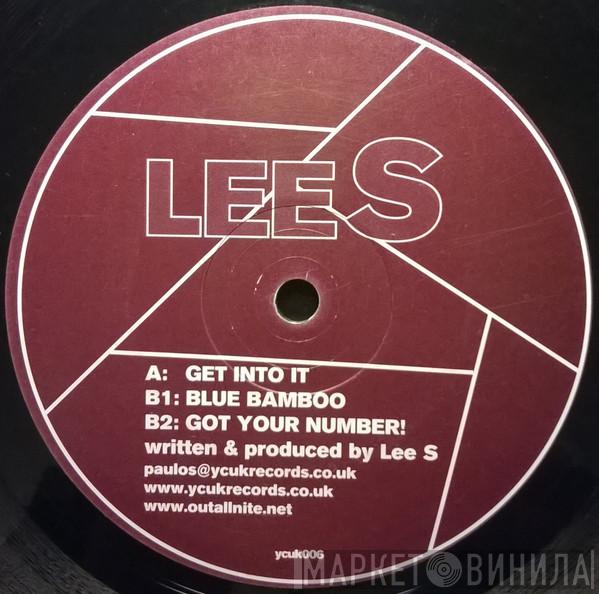 LEE S
A: GET INTO IT
B1: BLUE BAMBOO
B2: GOT YOUR NUMBER!
written & produced by Lee S
paulos@ycukrecords.co.uk
www.ycukrecords.co.uk
www.outallnite.net
ycuk006
МАРКЕТ ВИНИЛА